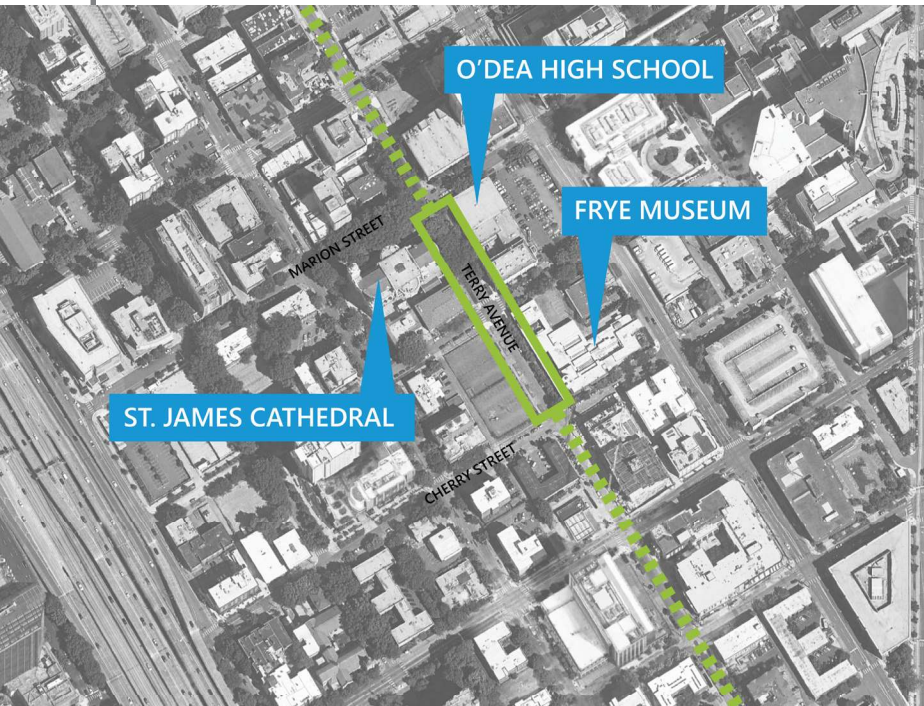 O'DEA HIGH SCHOOL
FRYE MUSEUM
MARION STREET
TERRY AVENUE
ST. JAMES CATHEDRAL
CHERRY STREET